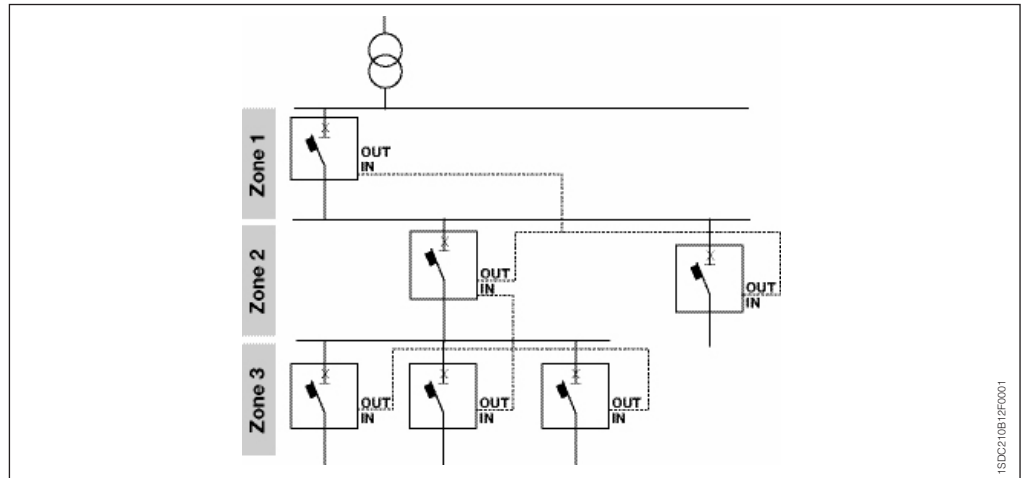 Zone 1
OUT
IN
Zone 2
OUT
IN
OUT
IN
Zone 3
OUT
IN
OUT
IN
OUT
IN
1SDC210B12F0001